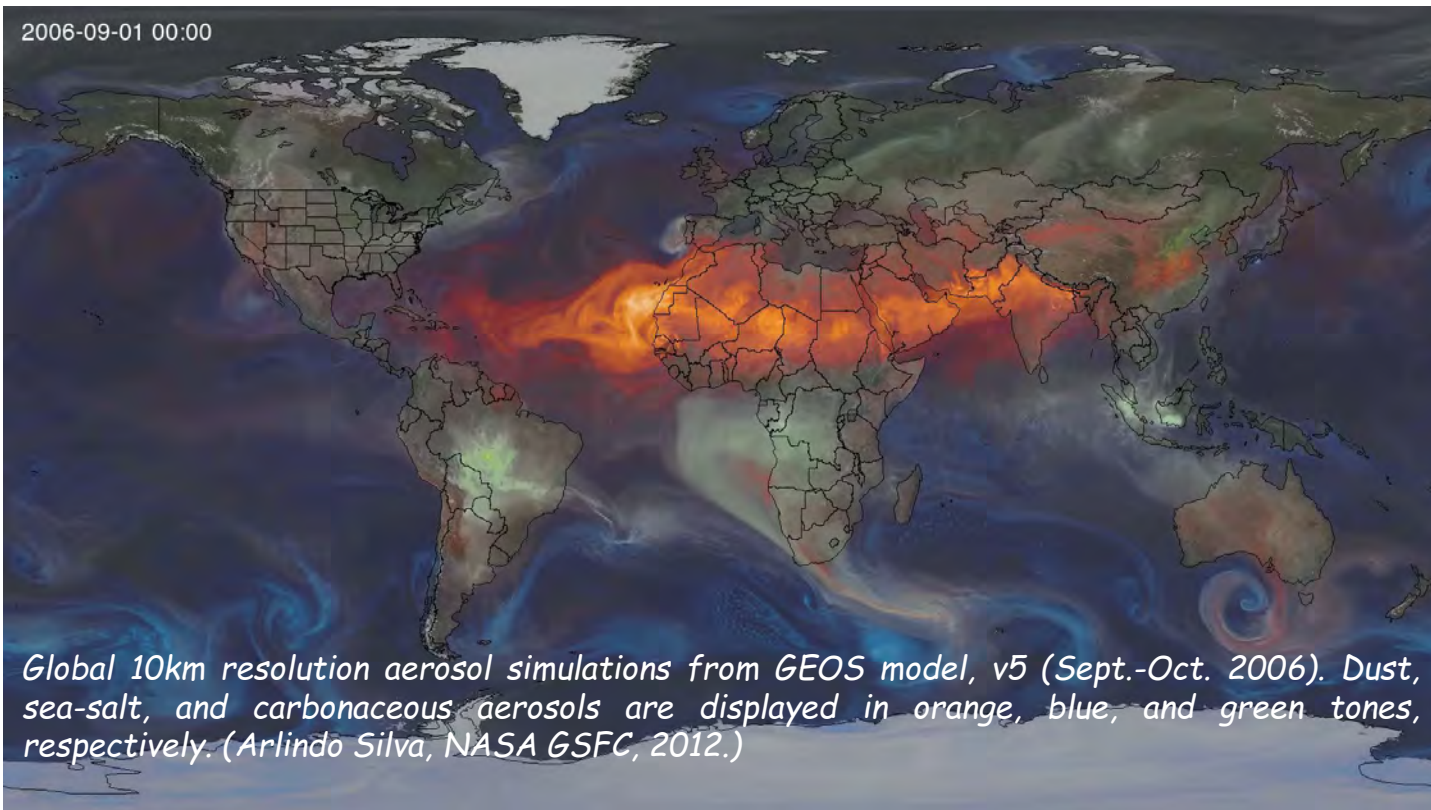 2006-09-01 00:00
Global 10km resolution aerosol simulations from GEOS model, v5 (Sept.-Oct. 2006). Dust,
sea-salt, and carbonaceous aerosols are displayed in orange, blue, and green tones,
respectively. (Arlindo Silva, NASA GSFC, 2012.)